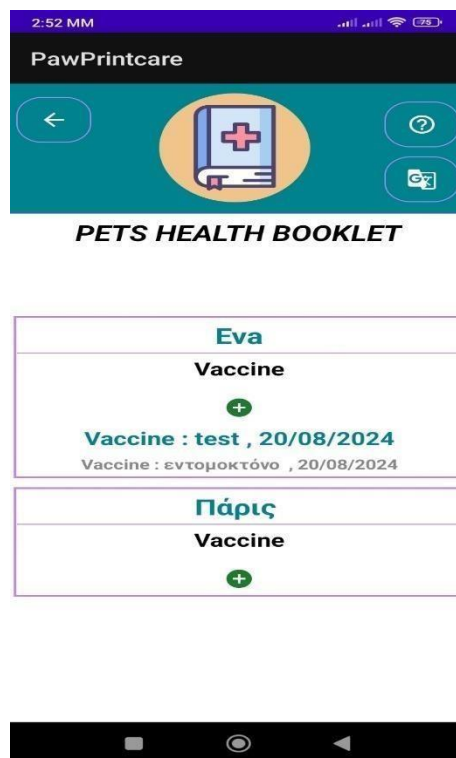 2:52 MM
75
PawPrintcare
PETS HEALTH BOOKLET
Eva
Vaccine
Vaccine : test , 20/08/2024
Vaccine : εντομοκτόνο , 20/08/2024
Πάρις
Vaccine